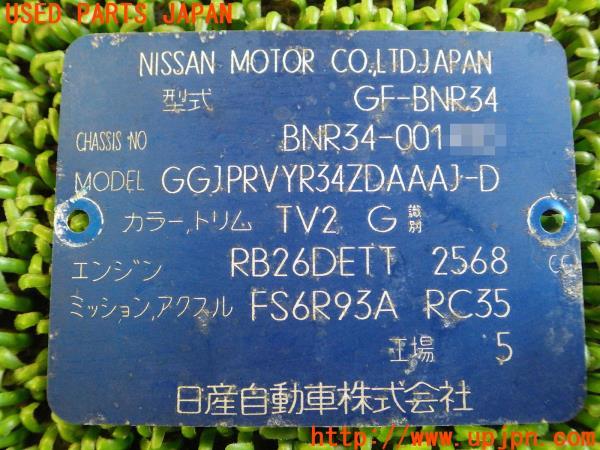 USED PARTS JAPAN
NISSAN MOTOR CO.,LTD.JAPAN
型式 GF-BNR34
CHASSIS NO BNR34-001
MODEL GGJPRVYR34ZDAAAJ-D
カラー,トリム TV2 G 識別
エンジン RB26DETT 2568 CC
ミッション,アクスル FS6R93A RC35
工場 5
日産自動車株式会社
http://www.upjpn.com